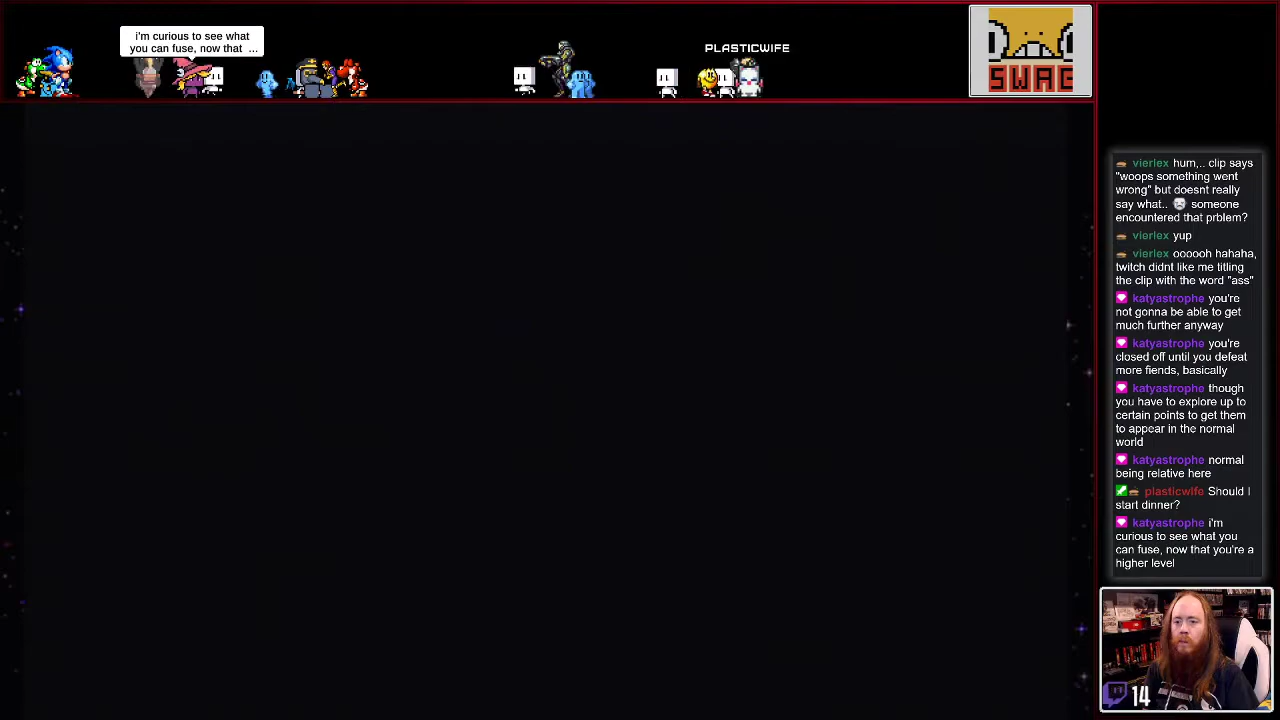 i'm curious to see what
you can fuse, now that ...
PLASTICWIFE
SWAG
vierlex hum,.. clip says
"woops something went
wrong" but doesnt really
say what.. someone
encountered that prblem?
vierlex yup
vierlex oooooh hahaha,
twitch didnt like me titling
the clip with the word "ass"
katyastrophe you're
not gonna be able to get
much further anyway
katyastrophe you're
closed off until you defeat
more fiends, basically
katyastrophe though
you have to explore up to
certain points to get them
to appear in the normal
world
katyastrophe normal
being relative here
plasticwife Should I
start dinner?
katyastrophe i'm
curious to see what you
can fuse, now that you're a
higher level
14